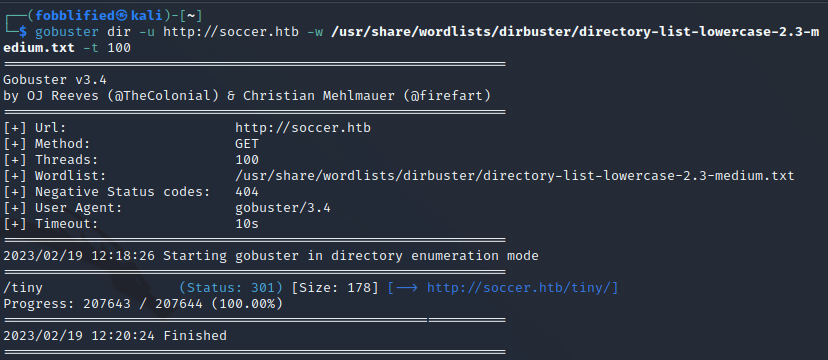 ┌──(fobblified㉿kali)-[~]
└─$ gobuster dir -u http://soccer.htb -w /usr/share/wordlists/dirbuster/directory-list-lowercase-2.3-m
edium.txt -t 100
===============================================================
Gobuster v3.4
by OJ Reeves (@TheColonial) & Christian Mehlmauer (@firefart)
===============================================================
[+] Url:                     http://soccer.htb
[+] Method:                  GET
[+] Threads:                 100
[+] Wordlist:                /usr/share/wordlists/dirbuster/directory-list-lowercase-2.3-medium.txt
[+] Negative Status codes:   404
[+] User Agent:              gobuster/3.4
[+] Timeout:                 10s
===============================================================
2023/02/19 12:18:26 Starting gobuster in directory enumeration mode
===============================================================
/tiny                 (Status: 301) [Size: 178] [--> http://soccer.htb/tiny/]
Progress: 207643 / 207644 (100.00%)
===============================================================
2023/02/19 12:20:24 Finished
===============================================================